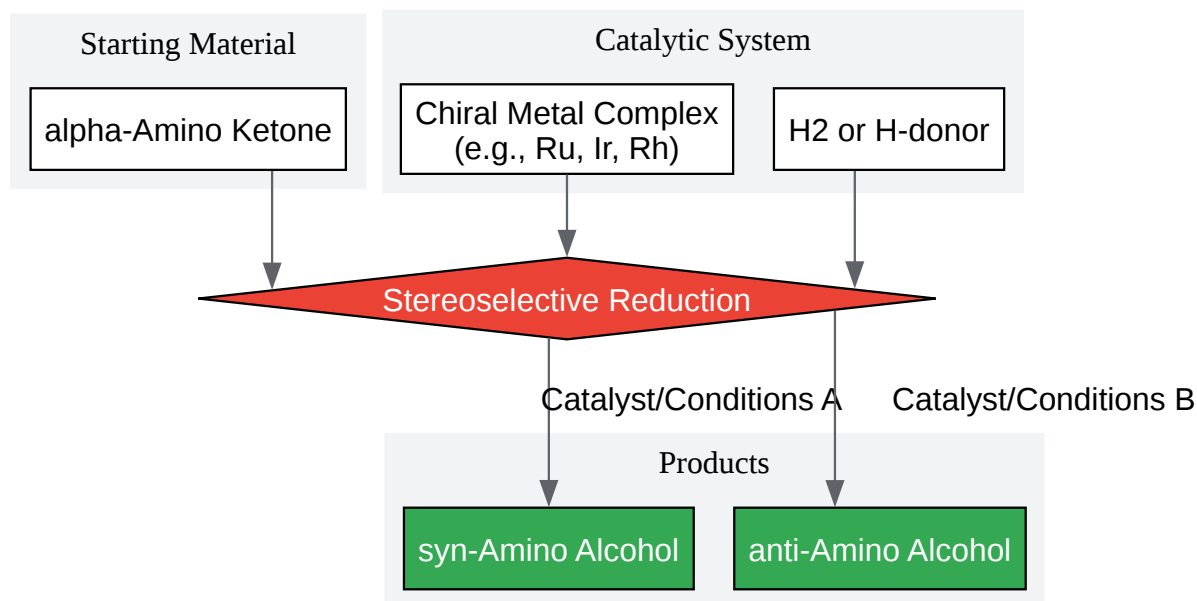 Starting Material
Catalytic System
alpha-Amino Ketone
Chiral Metal Complex
(e.g., Ru, Ir, Rh)
H2 or H-donor
Stereoselective Reduction
Catalyst/Conditions A
Catalyst/Conditions B
Products
syn-Amino Alcohol
anti-Amino Alcohol